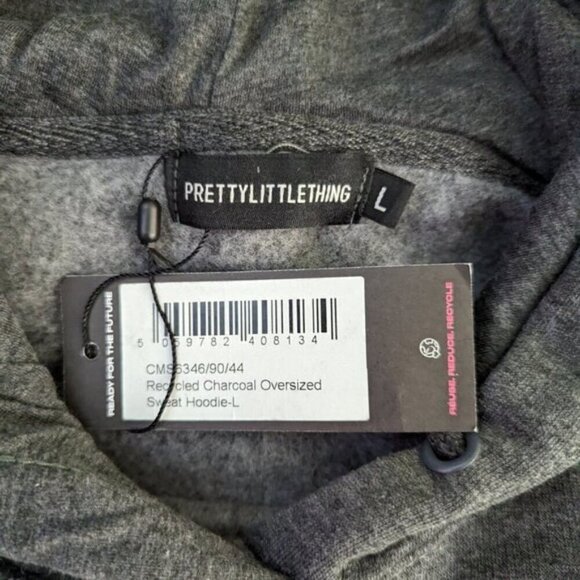 PRETTYLITTLETHING
L
READY FOR THE FUTURE
5 059782 408134
CMS6346/90/44
Recycled Charcoal Oversized
Sweat Hoodie-L
REUSE, REDUCE, RECYCLE